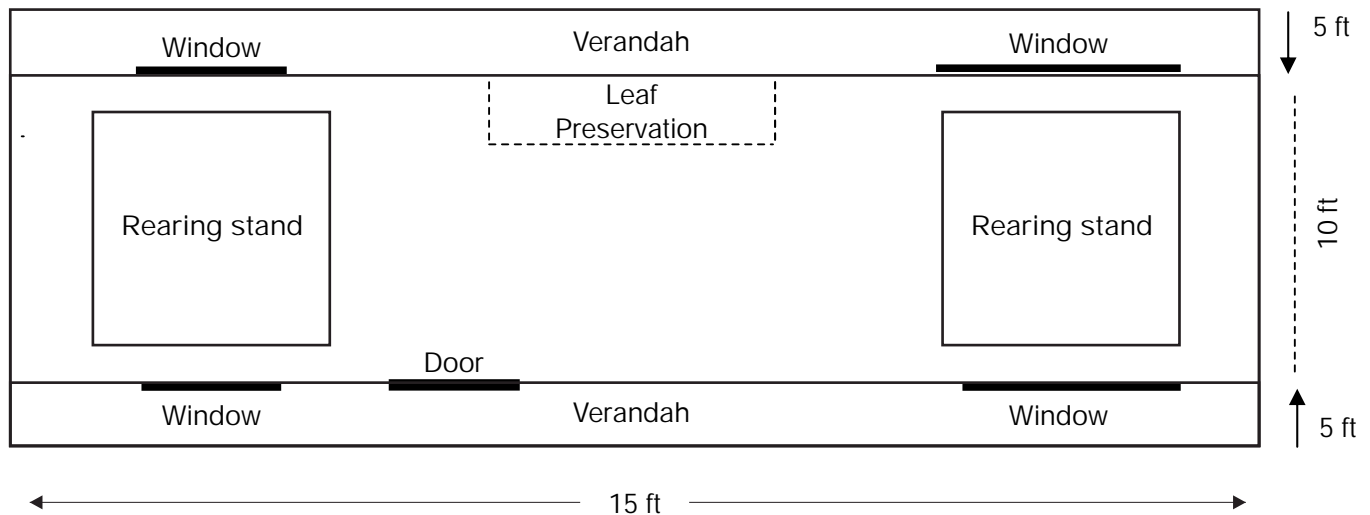 Window
Verandah
Window
5 ft
Leaf
Preservation
Rearing stand
Rearing stand
10 ft
Door
Window
Verandah
Window
5 ft
15 ft